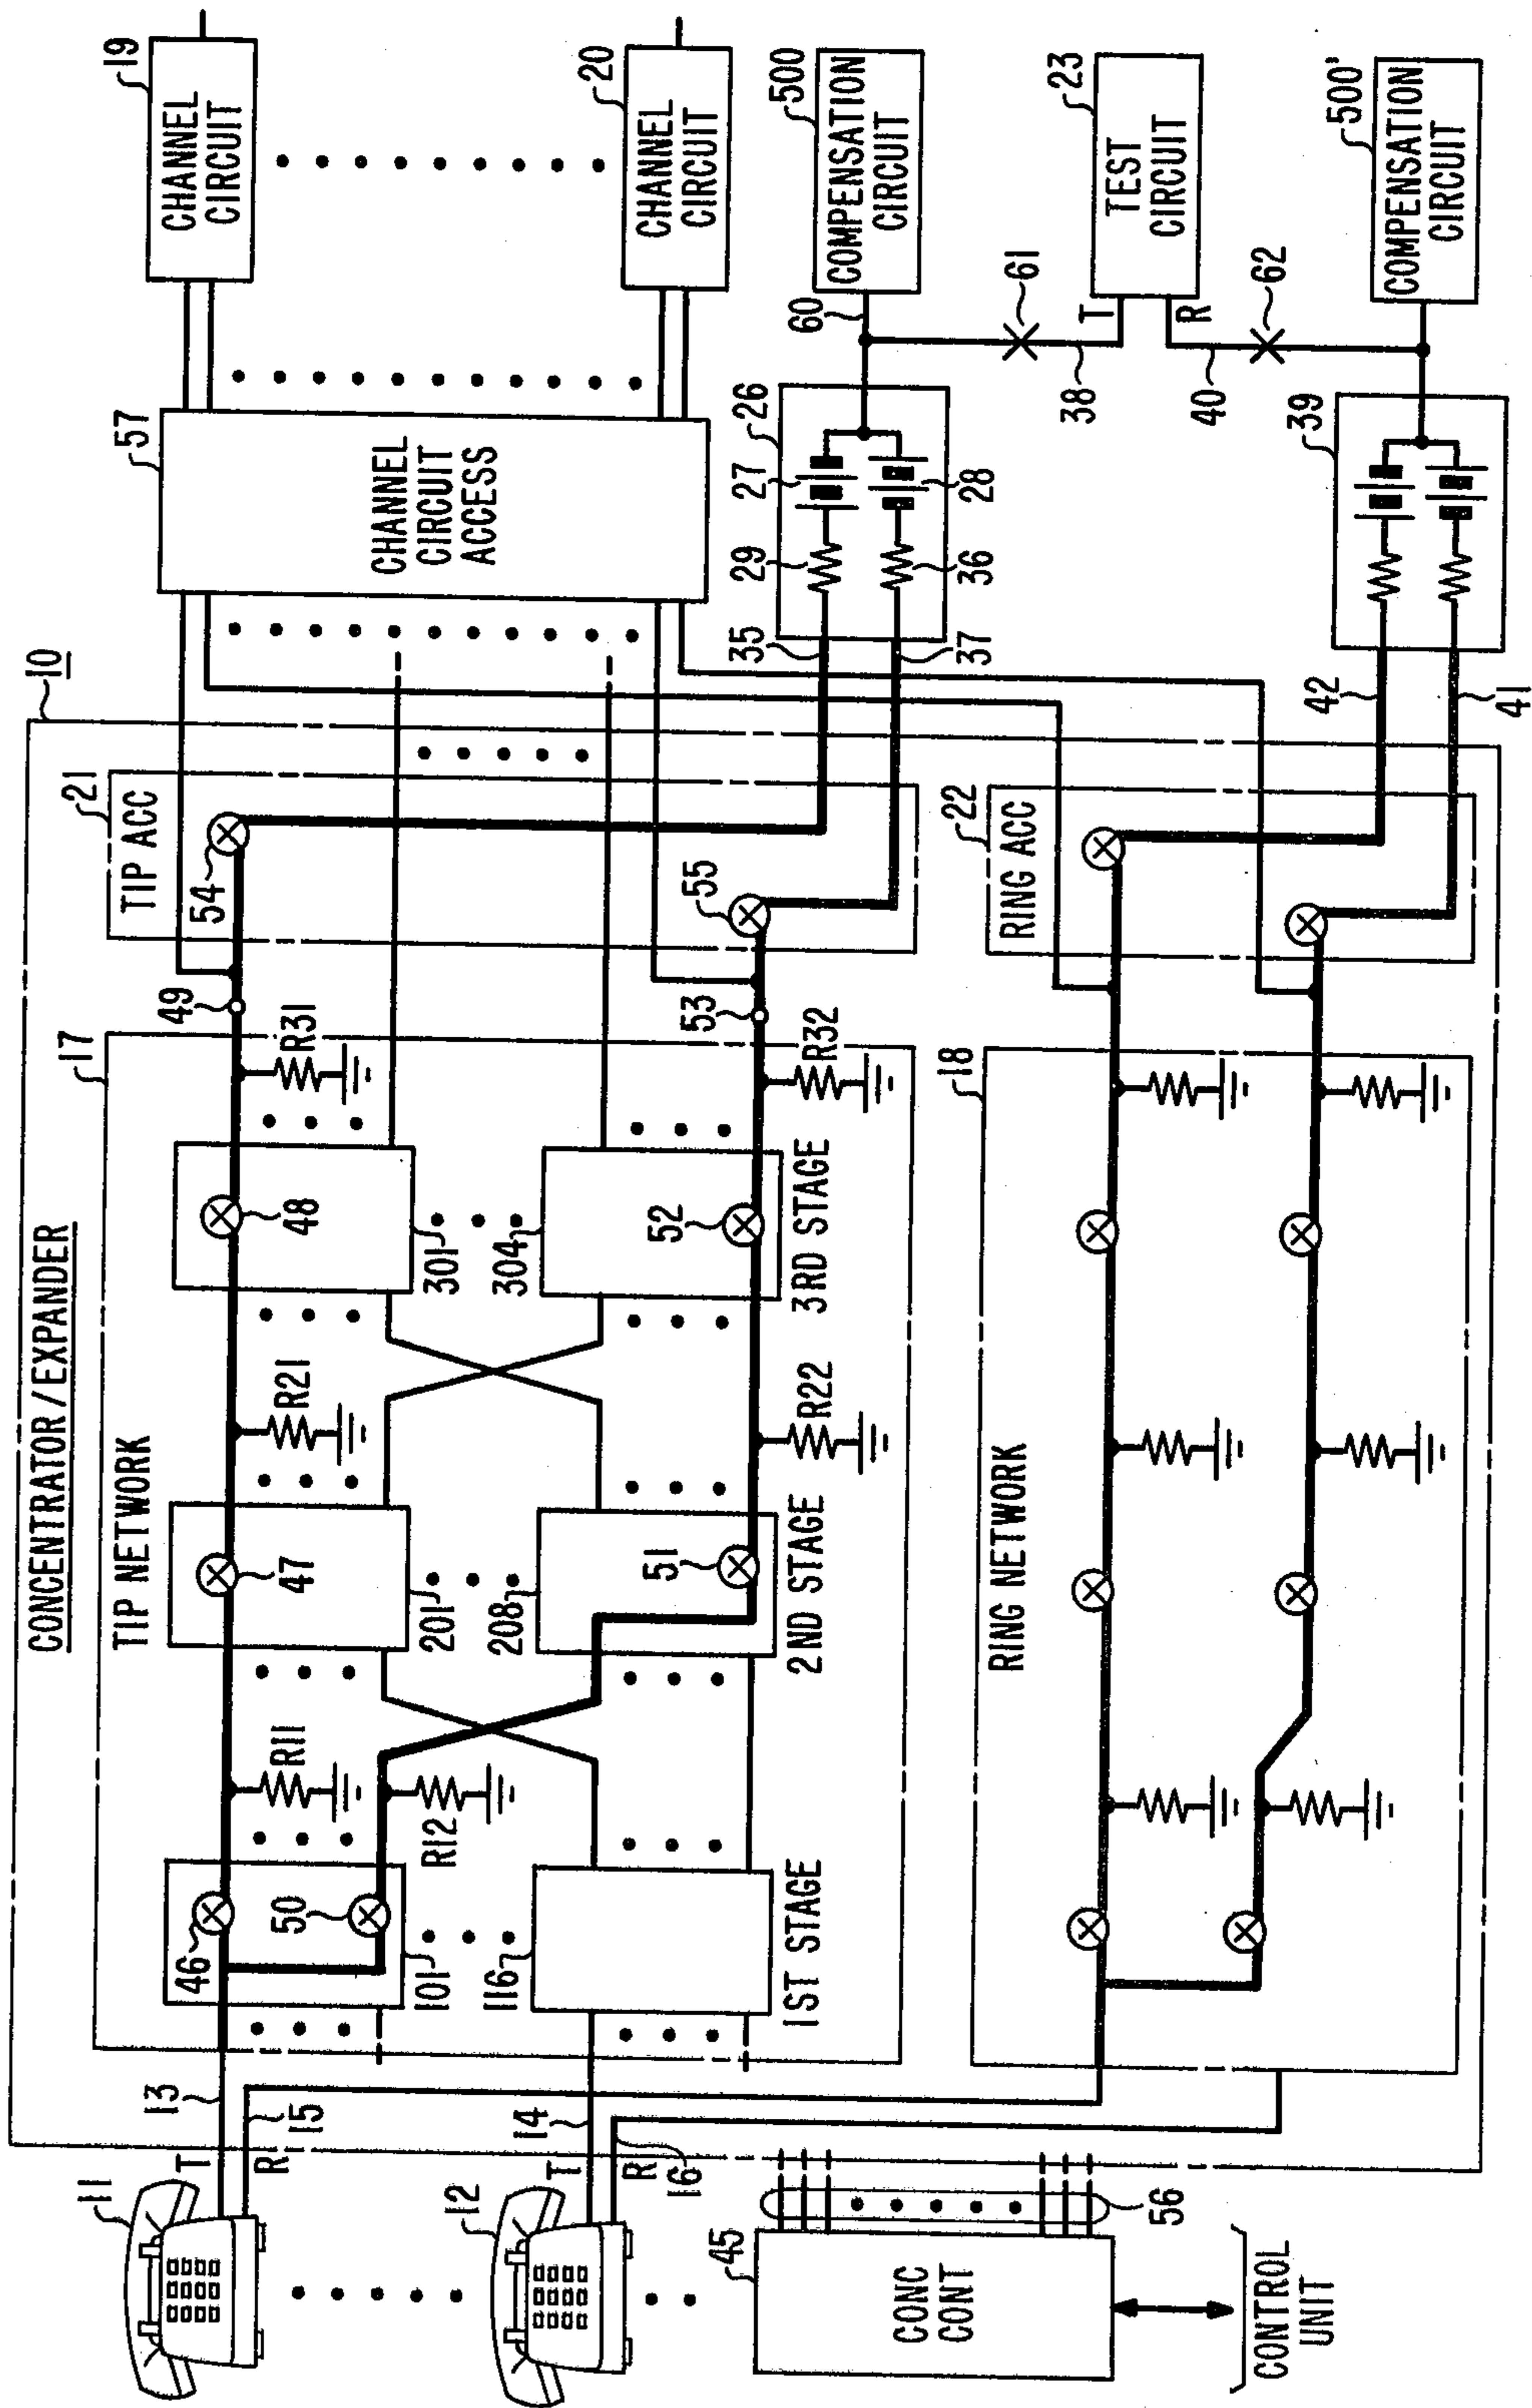 CONCENTRATOR/EXPANDER
10
TIP NETWORK
17
TIP ACC
21
11
T
13
R
15
12
T
14
R
16
46
50
101
116
R11
R12
1ST STAGE
47
201
208
51
2ND STAGE
R21
R22
48
301
304
52
3RD STAGE
R31
R32
49
53
54
55
57
CHANNEL
CIRCUIT
ACCESS
19
CHANNEL
CIRCUIT
20
CHANNEL
CIRCUIT
35
37
29
27
26
36
28
60
500
COMPENSATION
CIRCUIT
61
38
T
R
23
TEST
CIRCUIT
40
62
500'
COMPENSATION
CIRCUIT
39
42
41
RING NETWORK
18
RING ACC
22
45
CONC
CONT
56
CONTROL
UNIT